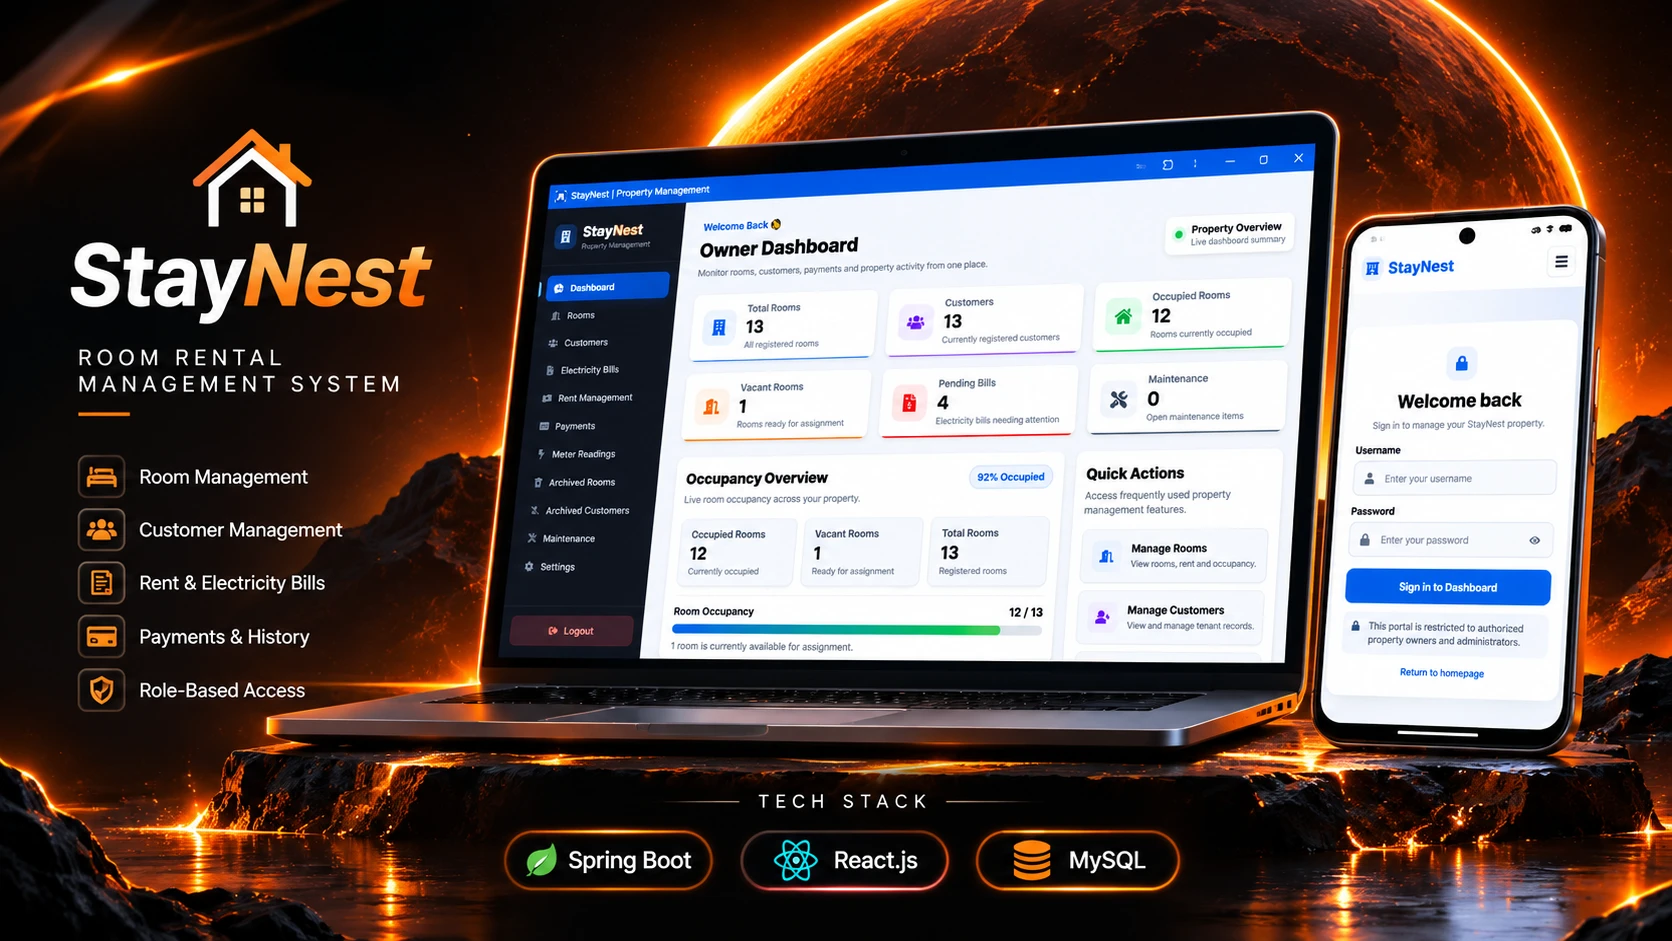 StayNest
ROOM RENTAL
MANAGEMENT SYSTEM
Room Management
Customer Management
Rent & Electricity Bills
Payments & History
Role-Based Access
StayNest | Property Management
StayNest
Property Management
Dashboard
Rooms
Customers
Electricity Bills
Rent Management
Payments
Meter Readings
Archived Rooms
Archived Customers
Maintenance
Settings
Logout
Welcome Back
Owner Dashboard
Monitor rooms, customers, payments and property activity from one place.
Property Overview
Live dashboard summary
Total Rooms
13
All registered rooms
Customers
13
Currently registered customers
Occupied Rooms
12
Rooms currently occupied
Vacant Rooms
1
Rooms ready for assignment
Pending Bills
4
Electricity bills needing attention
Maintenance
0
Open maintenance items
Occupancy Overview
92% Occupied
Live room occupancy across your property.
Occupied Rooms
12
Currently occupied
Vacant Rooms
1
Ready for assignment
Total Rooms
13
Registered rooms
Room Occupancy
12 / 13
1 room is currently available for assignment.
Quick Actions
Access frequently used property
management features.
Manage Rooms
View rooms, rent and occupancy.
Manage Customers
View and manage tenant records.
StayNest
Welcome back
Sign in to manage your StayNest property.
Username
Enter your username
Password
Enter your password
Sign in to Dashboard
This portal is restricted to authorized
property owners and administrators.
Return to homepage
TECH STACK
Spring Boot
React.js
MySQL